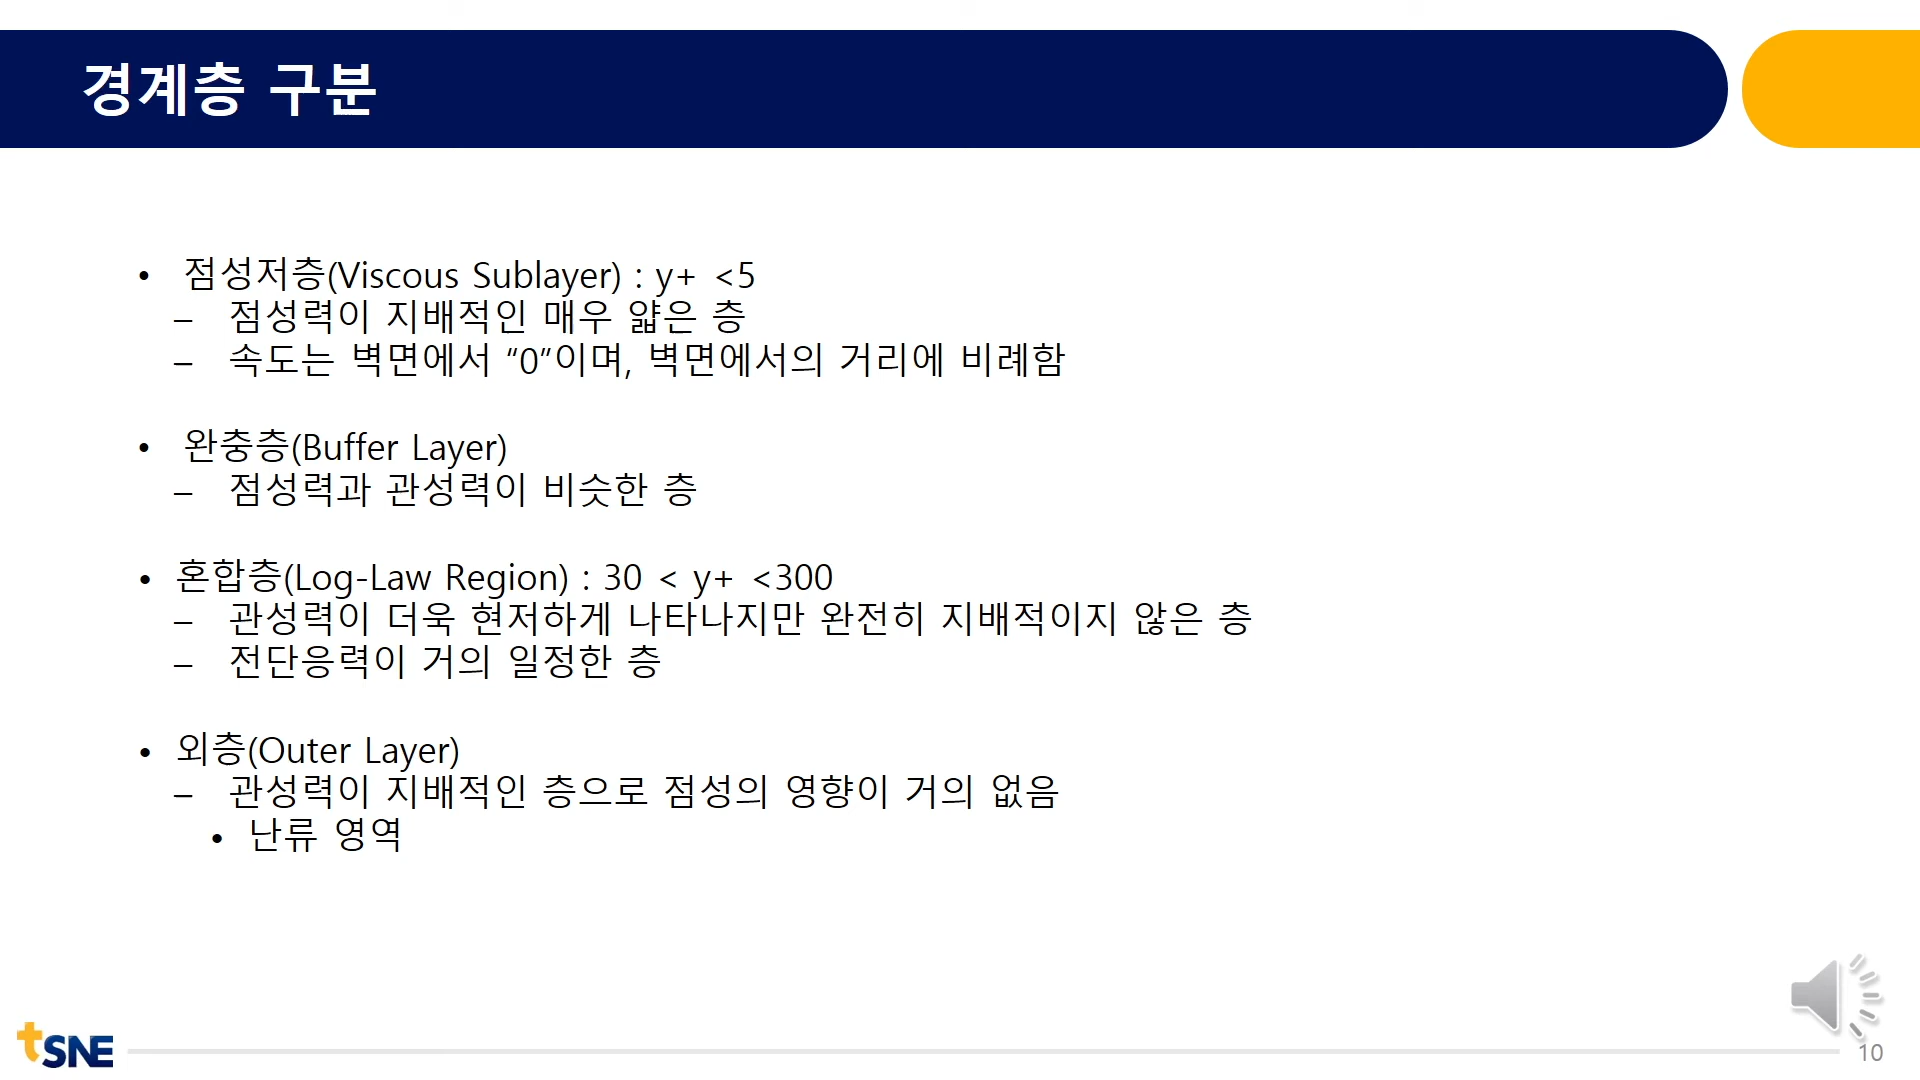 경계층 구분
• 점성저층(Viscous Sublayer) : y+ <5
– 점성력이 지배적인 매우 얇은 층
– 속도는 벽면에서 “0”이며, 벽면에서의 거리에 비례함
• 완충층(Buffer Layer)
– 점성력과 관성력이 비슷한 층
• 혼합층(Log-Law Region) : 30 < y+ <300
– 관성력이 더욱 현저하게 나타나지만 완전히 지배적이지 않은 층
– 전단응력이 거의 일정한 층
• 외층(Outer Layer)
– 관성력이 지배적인 층으로 점성의 영향이 거의 없음
• 난류 영역
tSNE
10